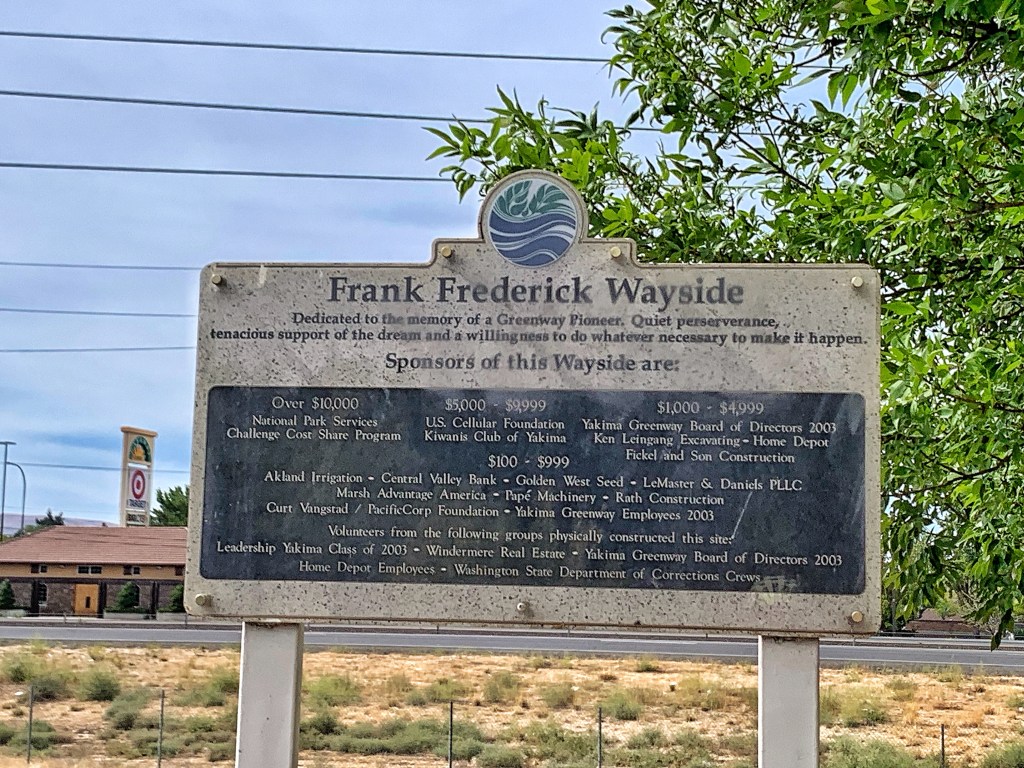 Frank Frederick Wayside
Dedicated to the memory of a Greenway Pioneer. Quiet perserverance,
tenacious support of the dream and a willingness to do whatever necessary to make it happen.
Sponsors of this Wayside are:
Over $10,000
National Park Services
Challenge Cost Share Program
$5,000 - $9,999
U.S. Cellular Foundation
Kiwanis Club of Yakima
$1,000 - $4,999
Yakima Greenway Board of Directors 2003
Ken Leingang Excavating - Home Depot
Fickel and Son Construction
$100 - $999
Akland Irrigation - Central Valley Bank - Golden West Seed - LeMaster & Daniels PLLC
Marsh Advantage America - Papé Machinery - Rath Construction
Curt Vangstad / PacificCorp Foundation - Yakima Greenway Employees 2003
Volunteers from the following groups physically constructed this site:
Leadership Yakima Class of 2003 - Windermere Real Estate - Yakima Greenway Board of Directors 2003
Home Depot Employees - Washington State Department of Corrections Crews
TARGET